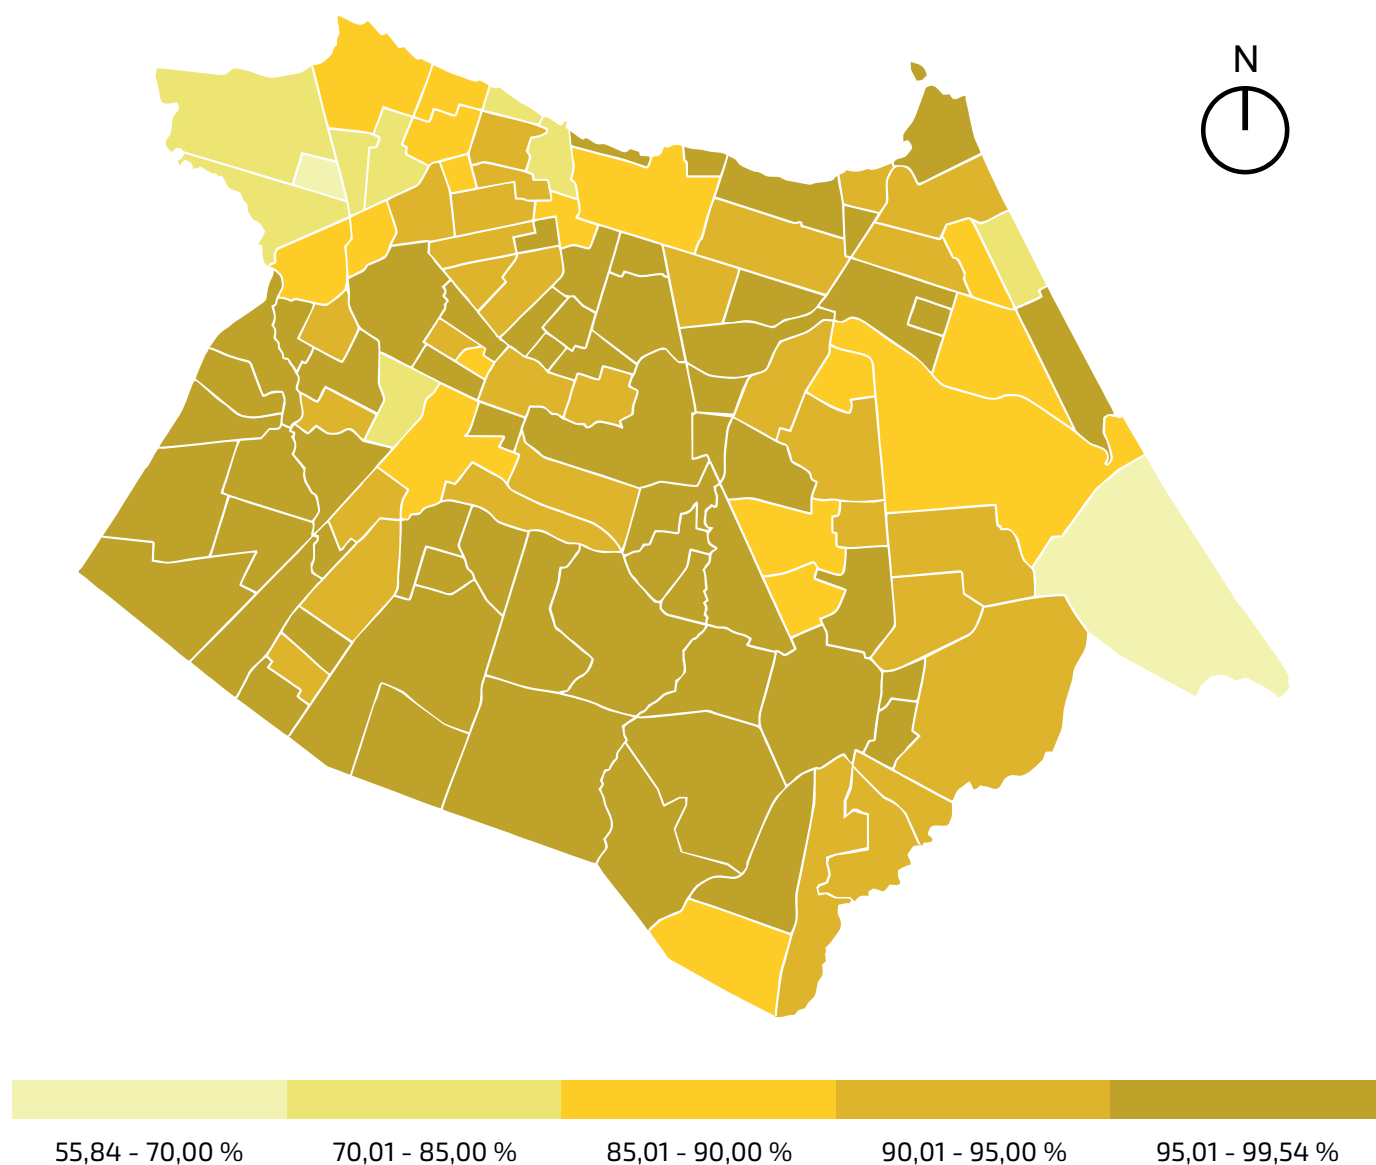 N
55,84 - 70,00 %
70,01 - 85,00 %
85,01 - 90,00 %
90,01 - 95,00 %
95,01 - 99,54 %